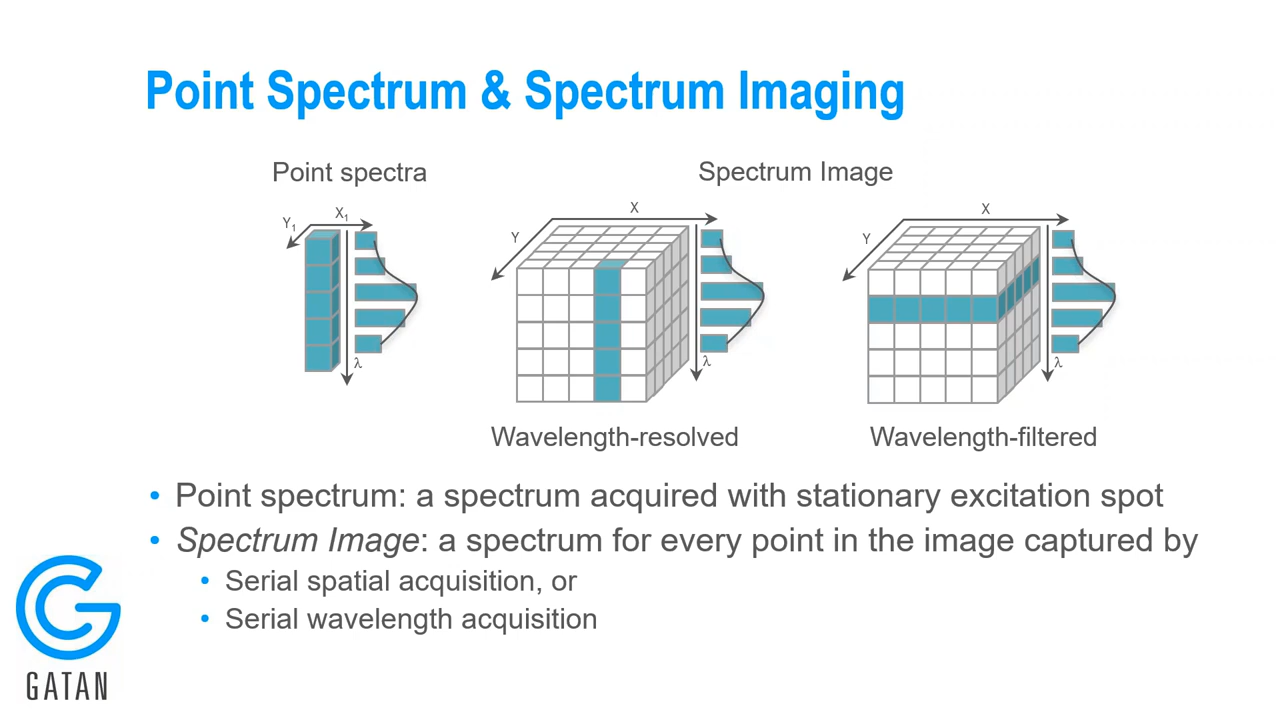 Point Spectrum & Spectrum Imaging
Point spectra
Spectrum Image
Y1
X1
λ
X
Y
λ
X
Y
λ
Wavelength-resolved
Wavelength-filtered
• Point spectrum: a spectrum acquired with stationary excitation spot
• Spectrum Image: a spectrum for every point in the image captured by
• Serial spatial acquisition, or
• Serial wavelength acquisition
GATAN